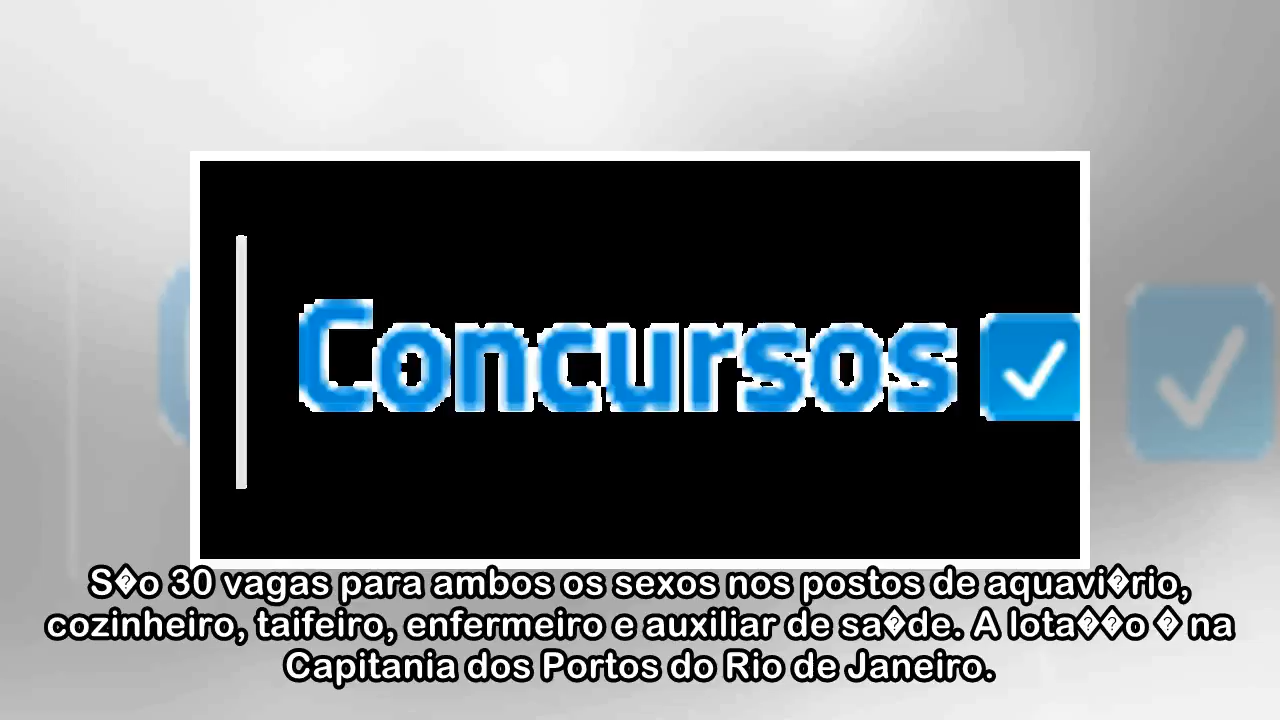 Concursos
S�o 30 vagas para ambos os sexos nos postos de aquavi�rio,
cozinheiro, taifeiro, enfermeiro e auxiliar de sa�de. A lota��o � na
Capitania dos Portos do Rio de Janeiro.